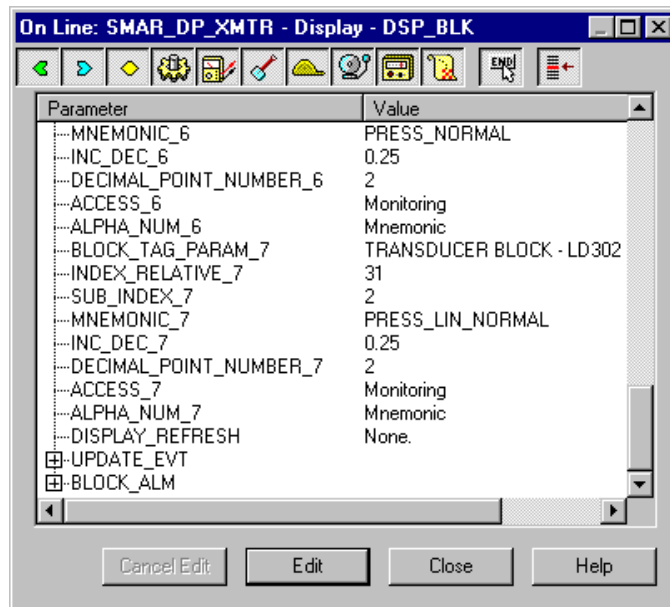 On Line: SMAR_DP_XMTR - Display - DSP_BLK
END
Parameter Value
MNEMONIC_6 PRESS_NORMAL
INC_DEC_6 0.25
DECIMAL_POINT_NUMBER_6 2
ACCESS_6 Monitoring
ALPHA_NUM_6 Mnemonic
BLOCK_TAG_PARAM_7 TRANSDUCER BLOCK - LD302
INDEX_RELATIVE_7 31
SUB_INDEX_7 2
MNEMONIC_7 PRESS_LIN_NORMAL
INC_DEC_7 0.25
DECIMAL_POINT_NUMBER_7 2
ACCESS_7 Monitoring
ALPHA_NUM_7 Mnemonic
DISPLAY_REFRESH None.
UPDATE_EVT
BLOCK_ALM
Cancel Edit Edit Close Help